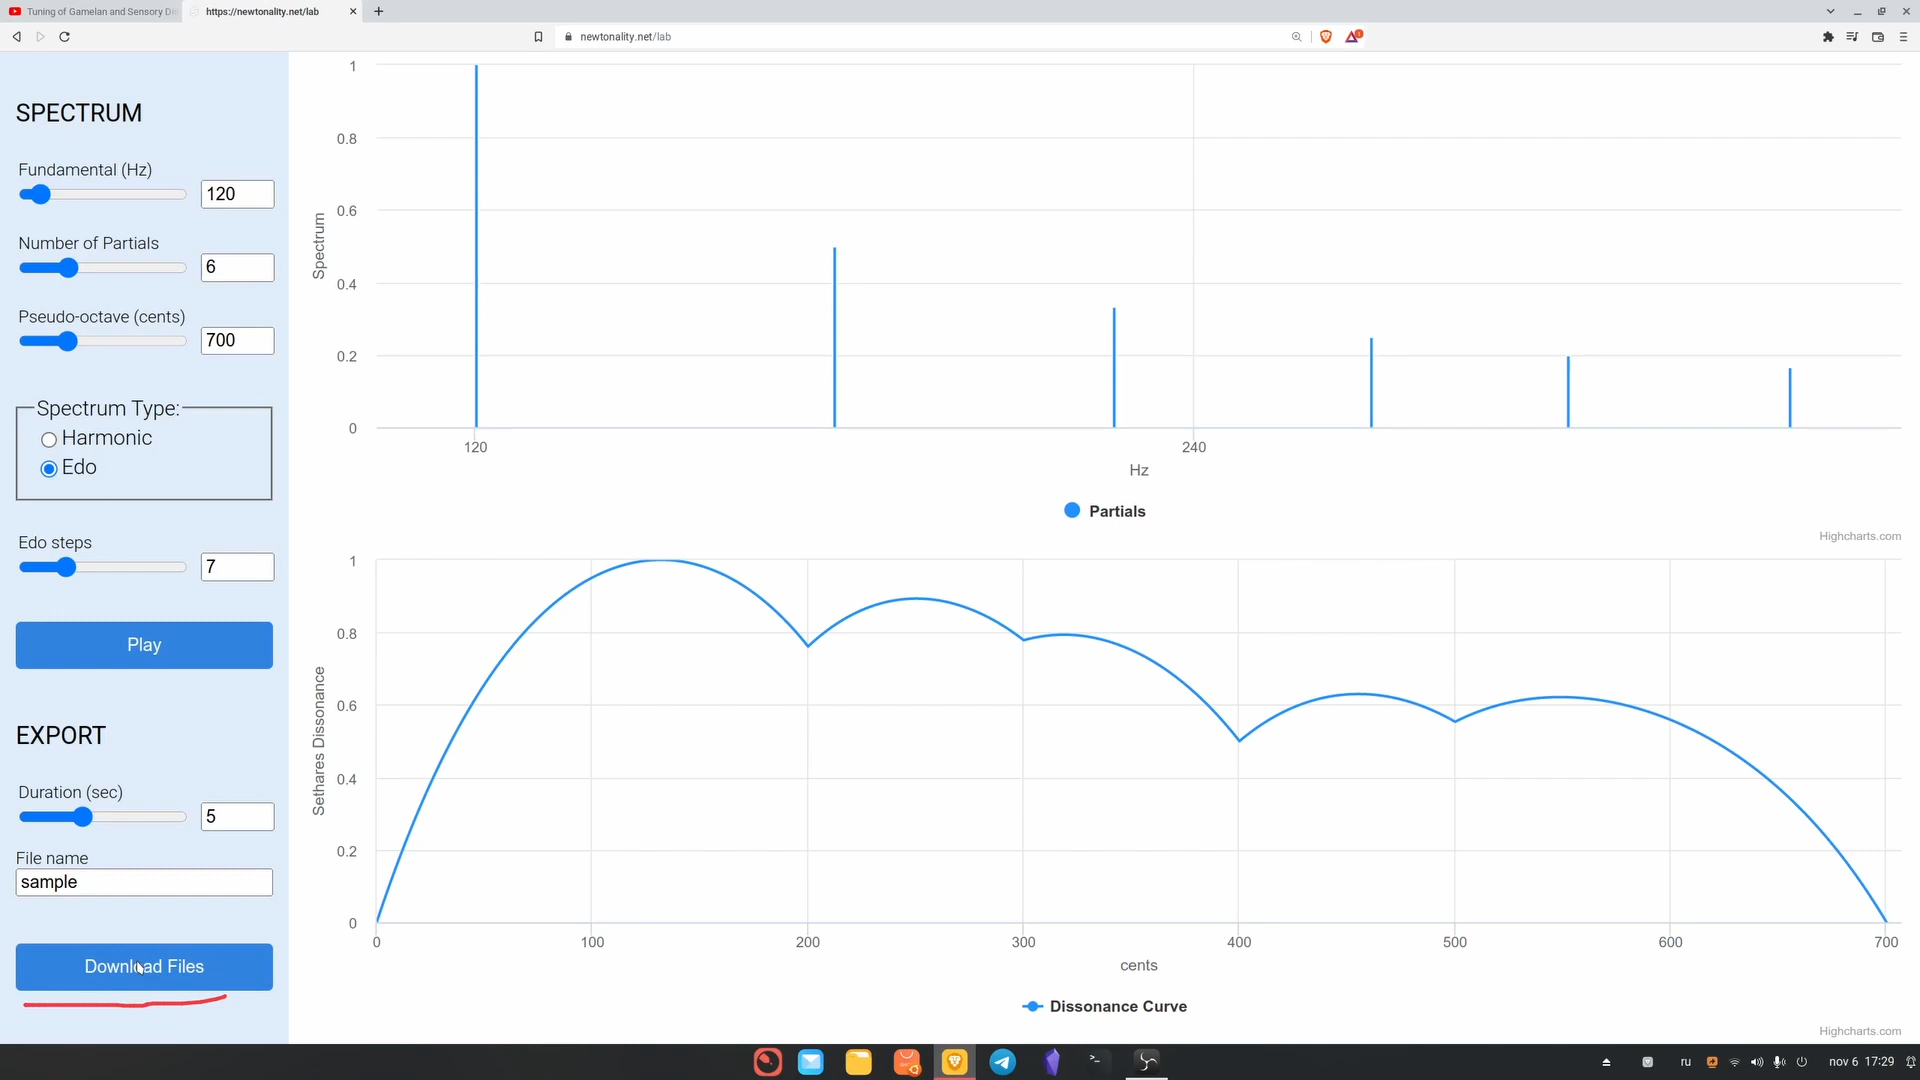 Tuning of Gamelan and Sensory Di
https://newtonality.net/lab
newtonality.net/lab
SPECTRUM
Fundamental (Hz)
120
Number of Partials
6
Pseudo-octave (cents)
700
Spectrum Type:
Harmonic
Edo
Edo steps
7
Play
EXPORT
Duration (sec)
5
File name
sample
Download Files
1
0.8
0.6
0.4
0.2
0
Spectrum
120
240
Hz
Partials
Highcharts.com
1
0.8
0.6
0.4
0.2
0
Sethares Dissonance
0
100
200
300
400
500
600
700
cents
Dissonance Curve
Highcharts.com
ru
nov 6 17:29